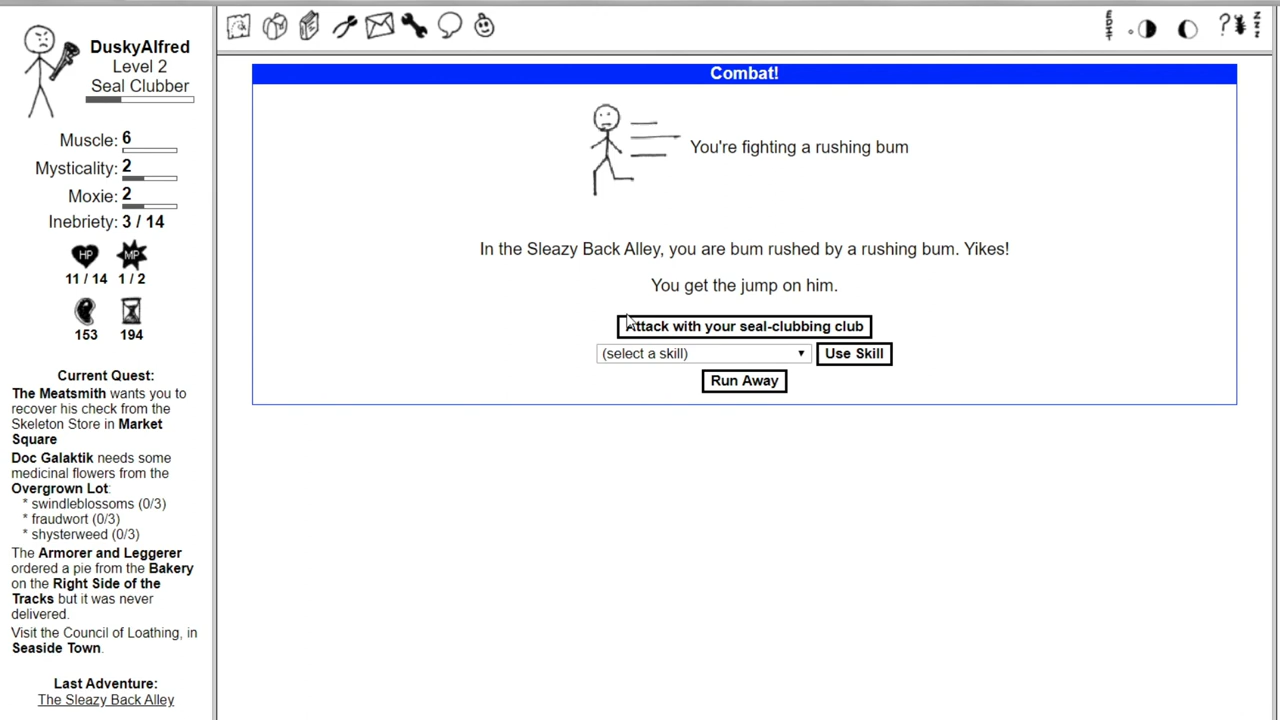 DuskyAlfred
Level 2
Seal Clubber
Muscle: 6
Mysticality: 2
Moxie: 2
Inebriety: 3 / 14
HP MP
11 / 14 1 / 2
153 194
Current Quest:
The Meatsmith wants you to
recover his check from the
Skeleton Store in Market
Square
Doc Galaktik needs some
medicinal flowers from the
Overgrown Lot:
* swindleblossoms (0/3)
* fraudwort (0/3)
* shysterweed (0/3)
The Armorer and Leggerer
ordered a pie from the Bakery
on the Right Side of the
Tracks but it was never
delivered.
Visit the Council of Loathing, in
Seaside Town.
Last Adventure:
The Sleazy Back Alley
EDIT ? Z Z Z
Combat!
You're fighting a rushing bum
In the Sleazy Back Alley, you are bum rushed by a rushing bum. Yikes!
You get the jump on him.
Attack with your seal-clubbing club
(select a skill) Use Skill
Run Away